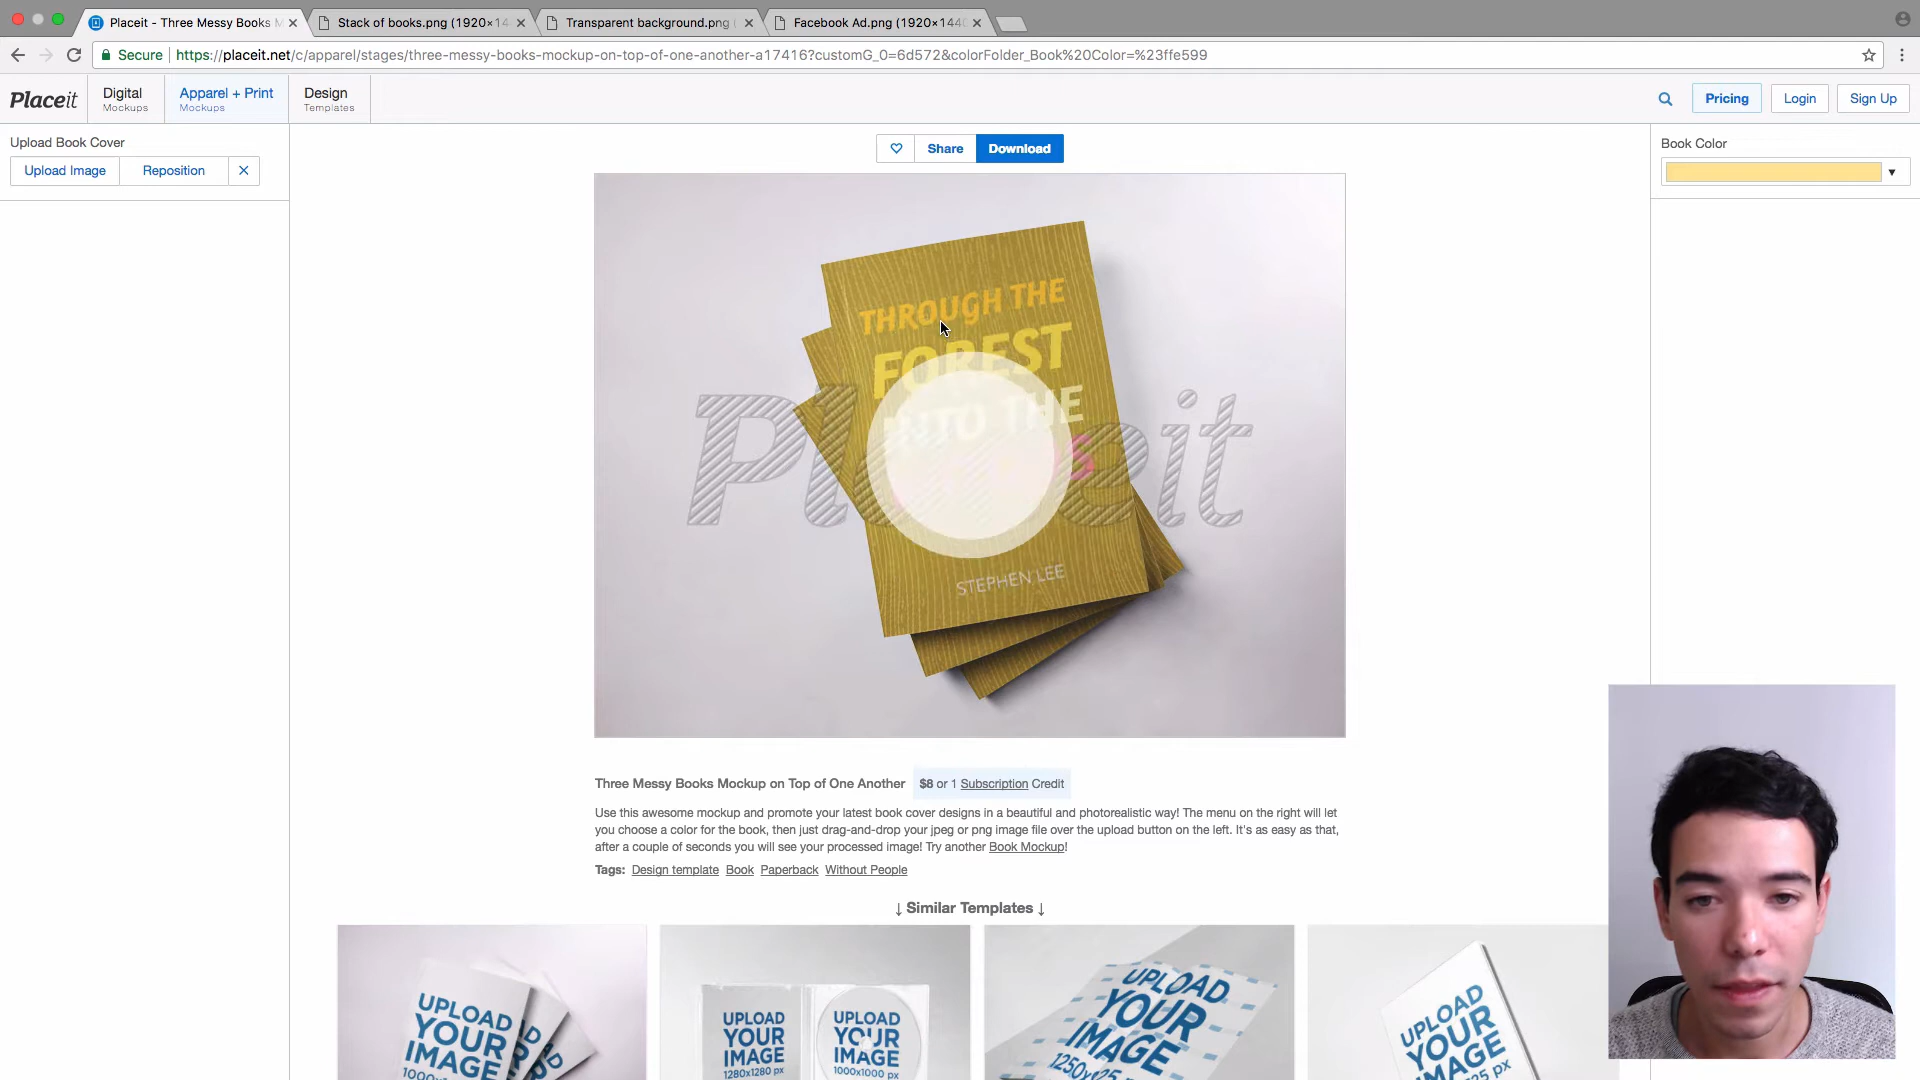 Placeit - Three Messy Books M
Stack of books.png (1920×14
Transparent background.png (
Facebook Ad.png (1920×144
Secure
https://placeit.net/c/apparel/stages/three-messy-books-mockup-on-top-of-one-another-a17416?customG_0=6d572&colorFolder_Book%20Color=%23ffe599
Placeit
Digital
Mockups
Apparel + Print
Mockups
Design
Templates
Pricing
Login
Sign Up
Upload Book Cover
Upload Image
Reposition
Share
Download
Book Color
THROUGH THE
FOREST
INTO THE
STEPHEN LEE
Placeit
Three Messy Books Mockup on Top of One Another
$8 or 1 Subscription Credit
Use this awesome mockup and promote your latest book cover designs in a beautiful and photorealistic way! The menu on the right will let
you choose a color for the book, then just drag-and-drop your jpeg or png image file over the upload button on the left. It's as easy as that,
after a couple of seconds you will see your processed image! Try another Book Mockup!
Tags: Design template Book Paperback Without People
↓ Similar Templates ↓
UPLOAD
YOUR
IMAGE
UPLOAD
YOUR
IMAGE
1280x1280 px
UPLOAD
YOUR
IMAGE
1000x1000 px
UPLOAD
YOUR
IMAGE
UPLOAD
YOUR
IMAGE